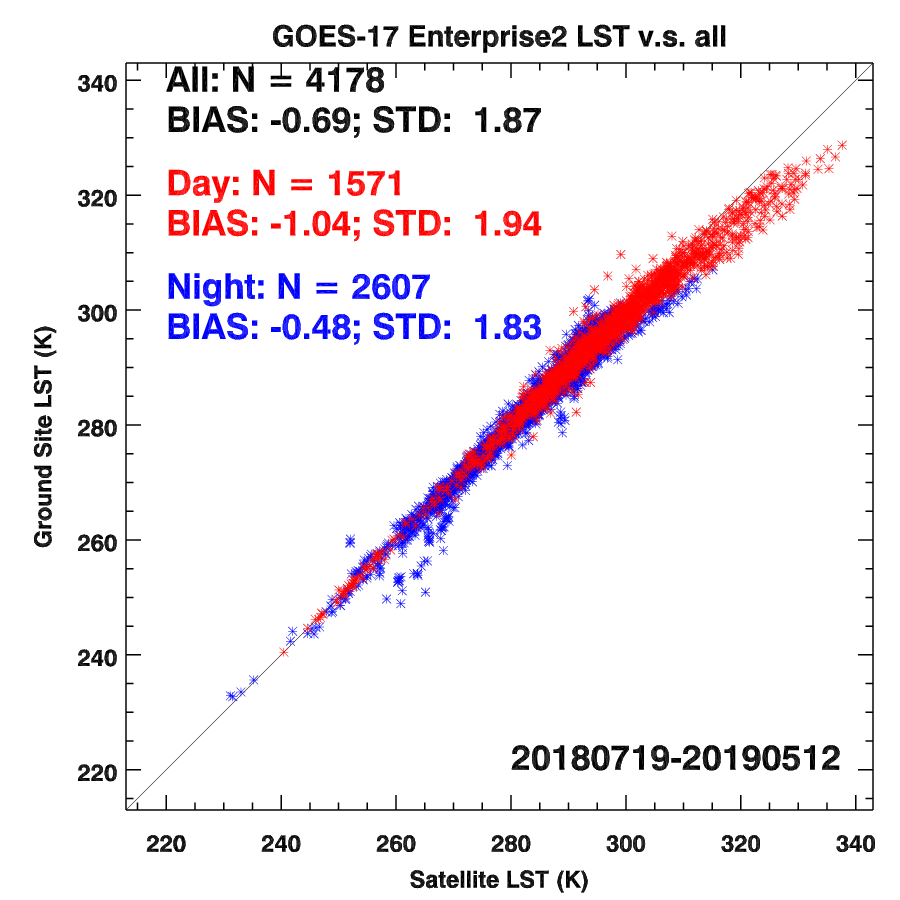 GOES-17 Enterprise2 LST v.s. all
340
All: N = 4178
BIAS: -0.69; STD: 1.87
Day: N = 1571
320
BIAS: -1.04; STD: 1.94
Night: N = 2607
300
BIAS: -0.48; STD: 1.83
Ground Site LST (K)
280
260
240
220
20180719-20190512
220 240 260 280 300 320 340
Satellite LST (K)